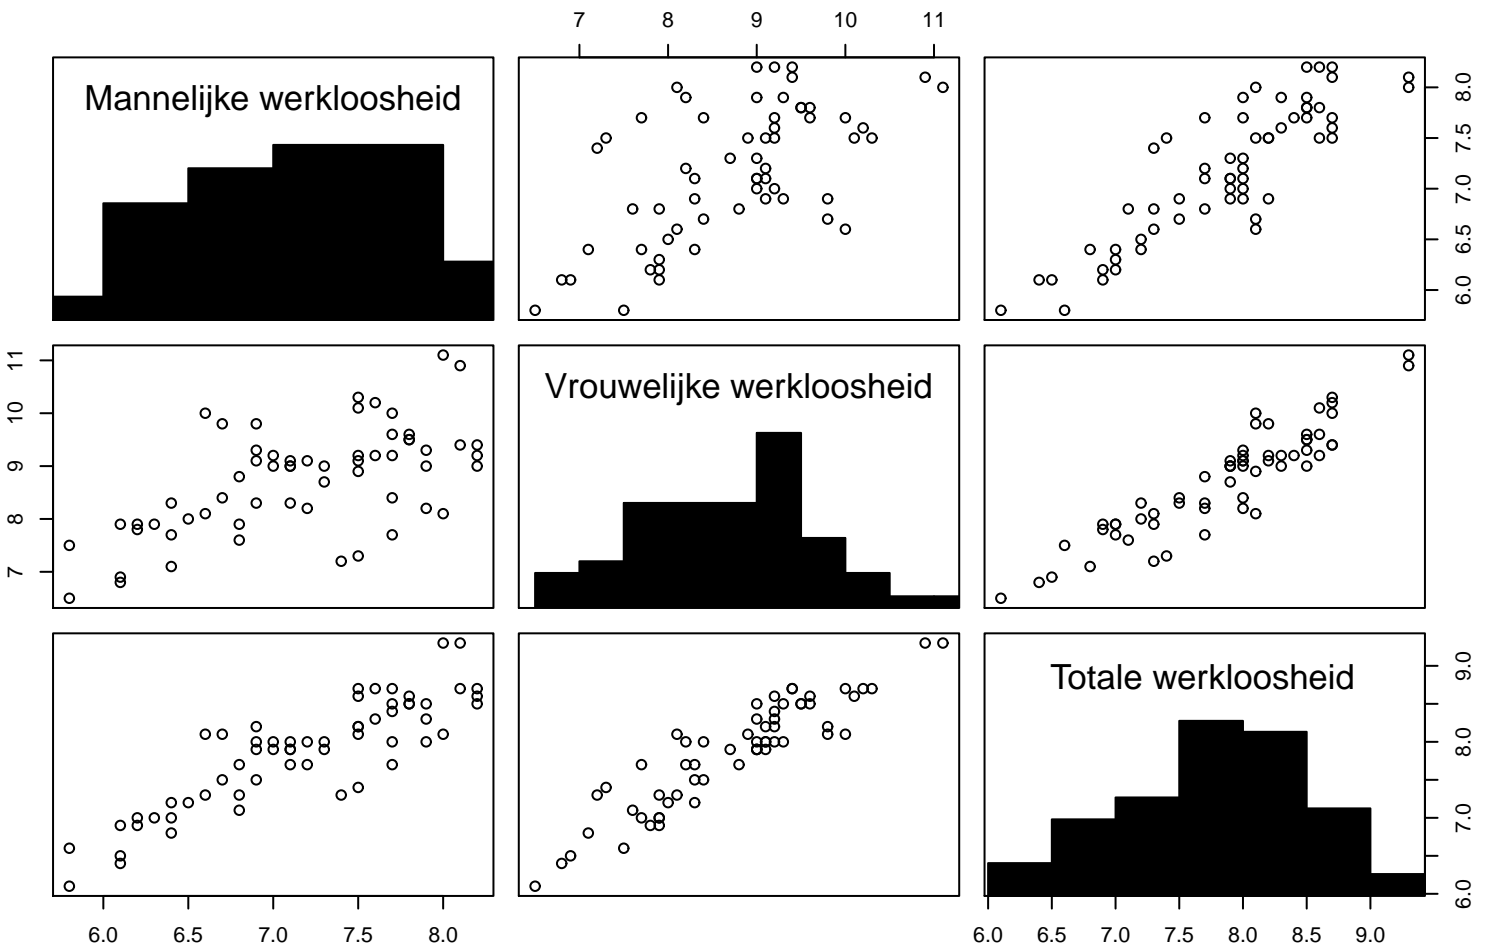 7 8 9 10 11
Mannelijke werkloosheid
6.0 6.5 7.0 7.5 8.0
7 8 9 10 11
Vrouwelijke werkloosheid
Totale werkloosheid
6.0 7.0 8.0 9.0
6.0 6.5 7.0 7.5 8.0
6.0 6.5 7.0 7.5 8.0 8.5 9.0